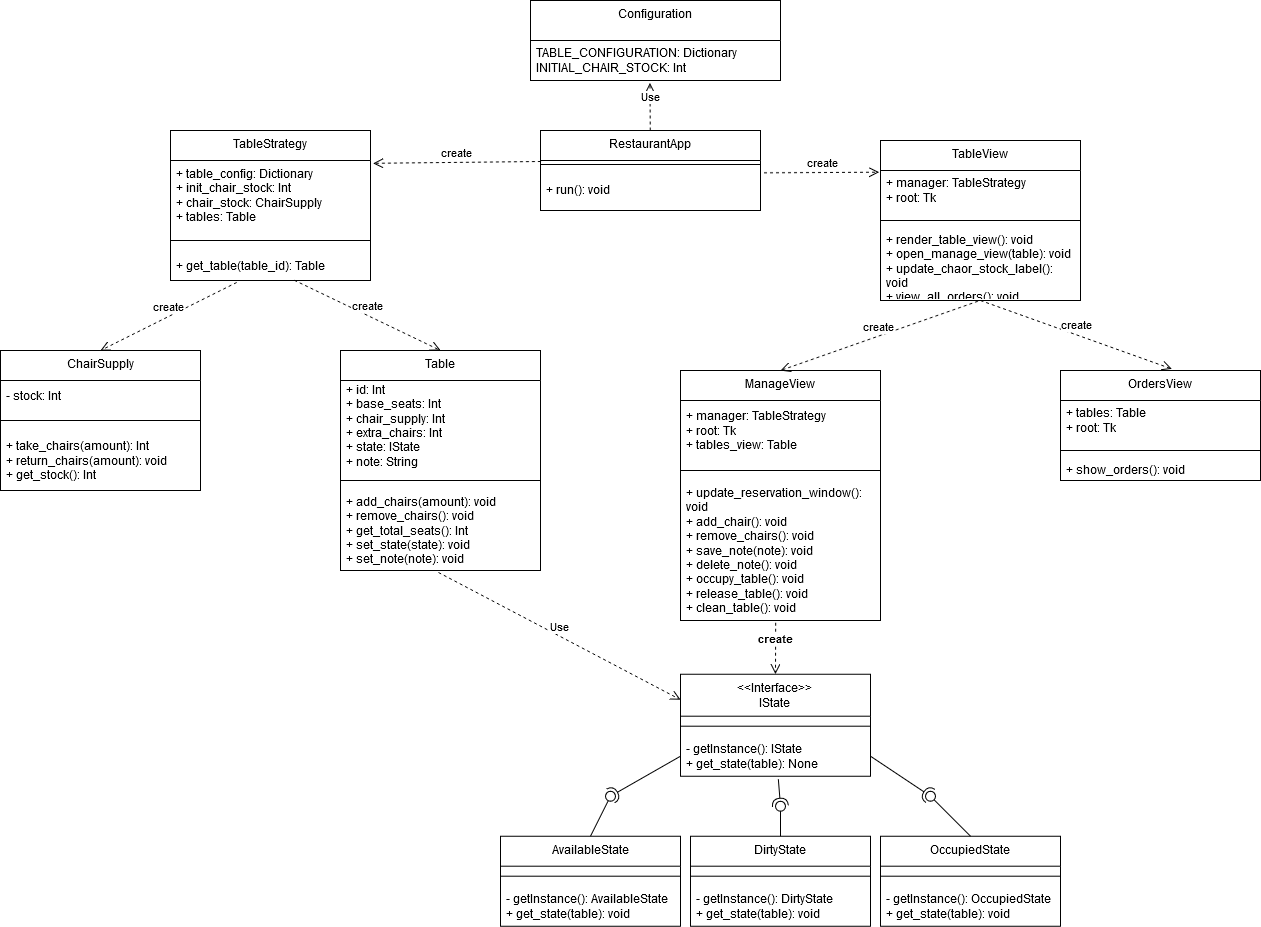 Configuration
TABLE_CONFIGURATION: Dictionary
INITIAL_CHAIR_STOCK: Int
Use
TableStrategy
+ table_config: Dictionary
+ init_chair_stock: Int
+ chair_stock: ChairSupply
+ tables: Table
+ get_table(table_id): Table
create
RestaurantApp
+ run(): void
create
TableView
+ manager: TableStrategy
+ root: Tk
+ render_table_view(): void
+ open_manage_view(table): void
+ update_chaor_stock_label():
void
+ view_all_orders(): void
create
create
create
create
ChairSupply
- stock: Int
+ take_chairs(amount): Int
+ return_chairs(amount): void
+ get_stock(): Int
Table
+ id: Int
+ base_seats: Int
+ chair_supply: Int
+ extra_chairs: Int
+ state: IState
+ note: String
+ add_chairs(amount): void
+ remove_chairs(): void
+ get_total_seats(): Int
+ set_state(state): void
+ set_note(note): void
ManageView
+ manager: TableStrategy
+ root: Tk
+ tables_view: Table
+ update_reservation_window():
void
+ add_chair(): void
+ remove_chairs(): void
+ save_note(note): void
+ delete_note(): void
+ occupy_table(): void
+ release_table(): void
+ clean_table(): void
OrdersView
+ tables: Table
+ root: Tk
+ show_orders(): void
Use
create
<<Interface>>
IState
- getInstance(): IState
+ get_state(table): None
AvailableState
- getInstance(): AvailableState
+ get_state(table): void
DirtyState
- getInstance(): DirtyState
+ get_state(table): void
OccupiedState
- getInstance(): OccupiedState
+ get_state(table): void